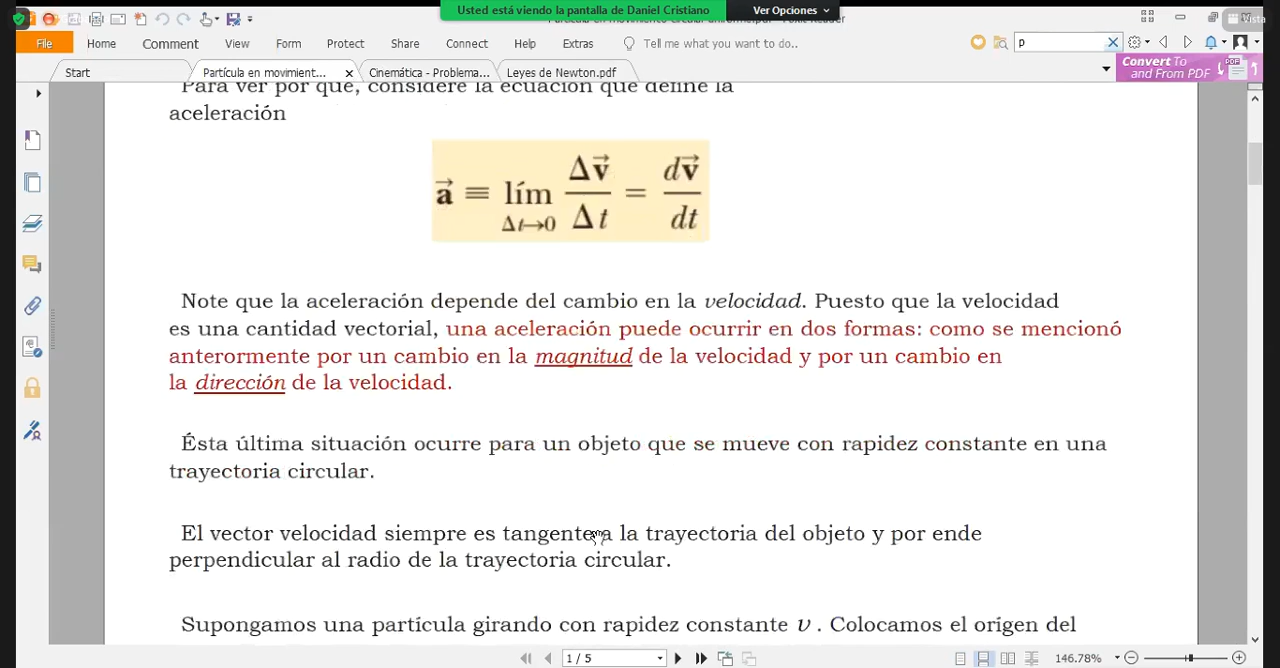 Usted está viendo la pantalla de Daniel Cristiano
Ver Opciones
Vista
File Home Comment View Form Protect Share Connect Help Extras Tell me what you want to do.. p
Start Partícula en movimient... Cinemática - Problema... Leyes de Newton.pdf
Convert To
and From PDF
Para ver por qué, considere la ecuación que define la
aceleración
a⃗ ≡ lím Δt→0 Δv⃗/Δt = dv⃗/dt
Note que la aceleración depende del cambio en la velocidad. Puesto que la velocidad
es una cantidad vectorial, una aceleración puede ocurrir en dos formas: como se mencionó
anterormente por un cambio en la magnitud de la velocidad y por un cambio en
la dirección de la velocidad.
Ésta última situación ocurre para un objeto que se mueve con rapidez constante en una
trayectoria circular.
El vector velocidad siempre es tangente a la trayectoria del objeto y por ende
perpendicular al radio de la trayectoria circular.
Supongamos una partícula girando con rapidez constante v . Colocamos el orígen del
1 / 5
146.78%